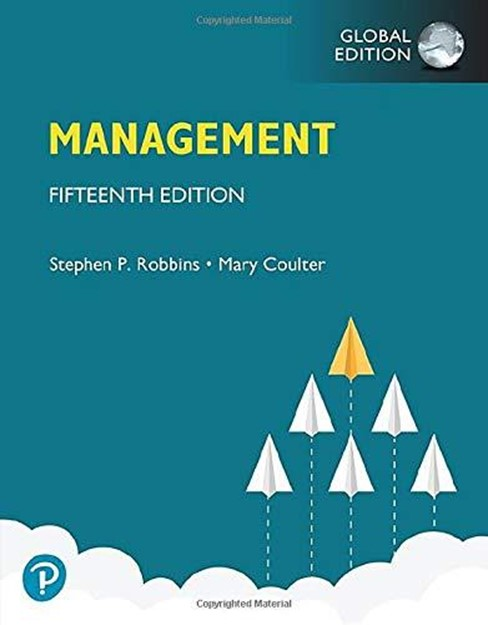 Copyrighted Material
GLOBAL
EDITION
MANAGEMENT
FIFTEENTH EDITION
Stephen P. Robbins • Mary Coulter
P
Copyrighted Material